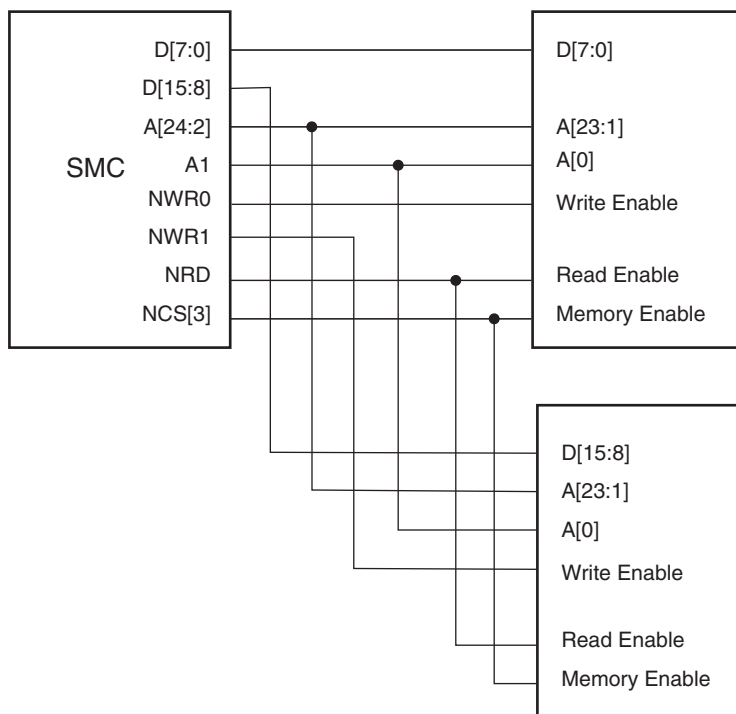 D[7:0]
D[15:8]
A[24:2]
SMC
A1
NWR0
NWR1
NRD
NCS[3]
D[7:0]
A[23:1]
A[0]
Write Enable
Read Enable
Memory Enable
D[15:8]
A[23:1]
A[0]
Write Enable
Read Enable
Memory Enable